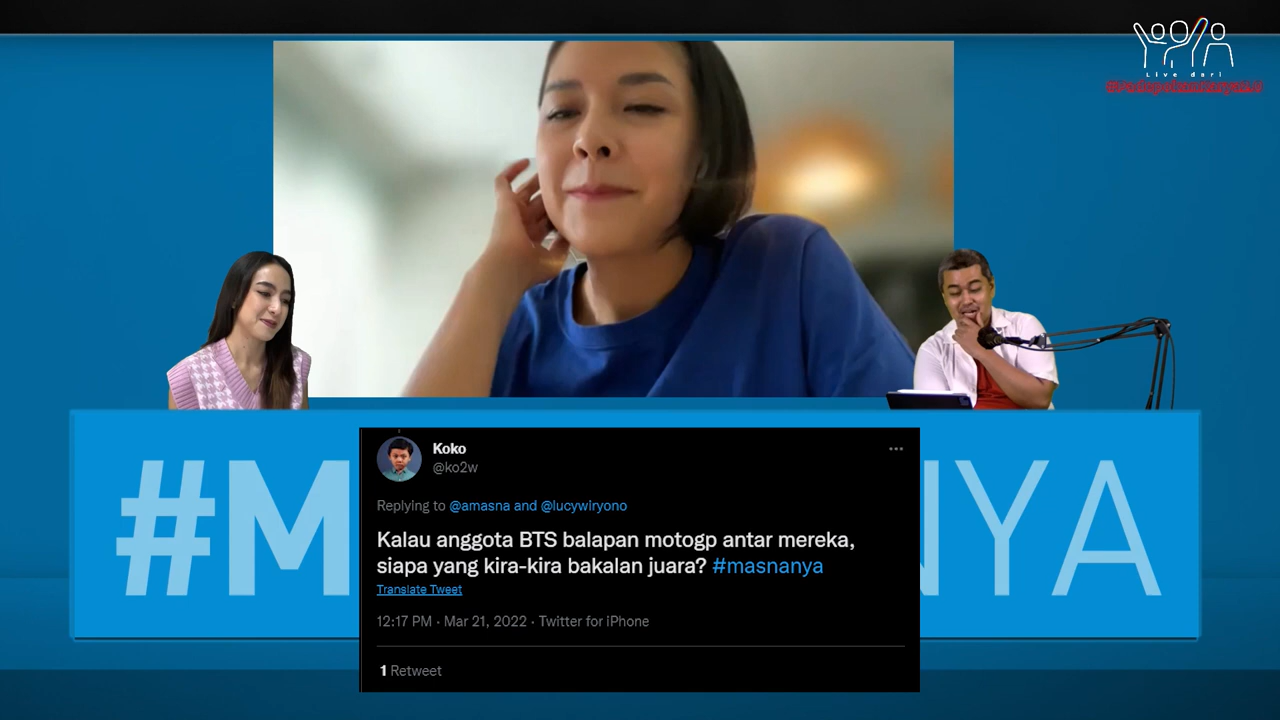 Live dari
#M NYA
Koko
@ko2w
Replying to @amasna and @lucywiryono
Kalau anggota BTS balapan motogp antar mereka,
siapa yang kira-kira bakalan juara? #masnanya
Translate Tweet
12:17 PM · Mar 21, 2022 · Twitter for iPhone
1 Retweet